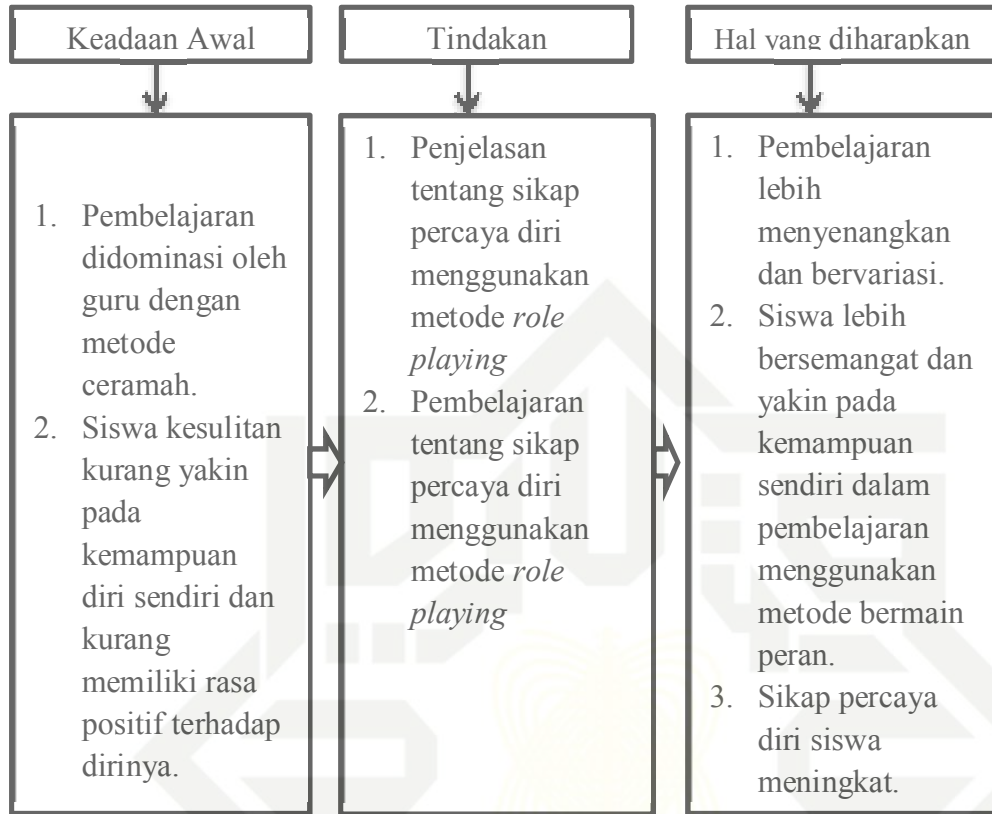 Keadaan Awal
Tindakan
Hal yang diharapkan
1. Pembelajaran
didominasi oleh
guru dengan
metode
ceramah.
2. Siswa kesulitan
kurang yakin
pada
kemampuan
diri sendiri dan
kurang
memiliki rasa
positif terhadap
dirinya.
1. Penjelasan
tentang sikap
percaya diri
menggunakan
metode role
playing
2. Pembelajaran
tentang sikap
percaya diri
menggunakan
metode role
playing
1. Pembelajaran
lebih
menyenangkan
dan bervariasi.
2. Siswa lebih
bersemangat dan
yakin pada
kemampuan
sendiri dalam
pembelajaran
menggunakan
metode bermain
peran.
3. Sikap percaya
diri siswa
meningkat.